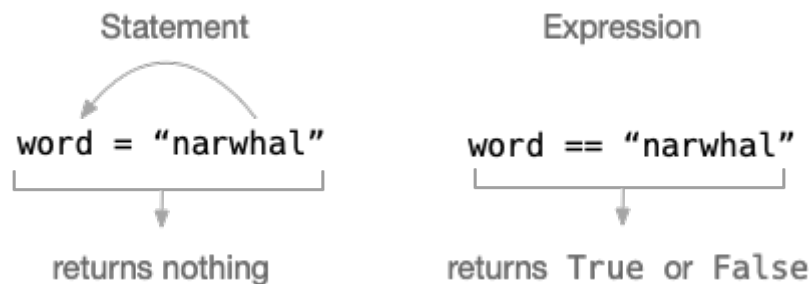 Statement
Expression
word = “narwhal”
word == “narwhal”
returns nothing
returns True or False